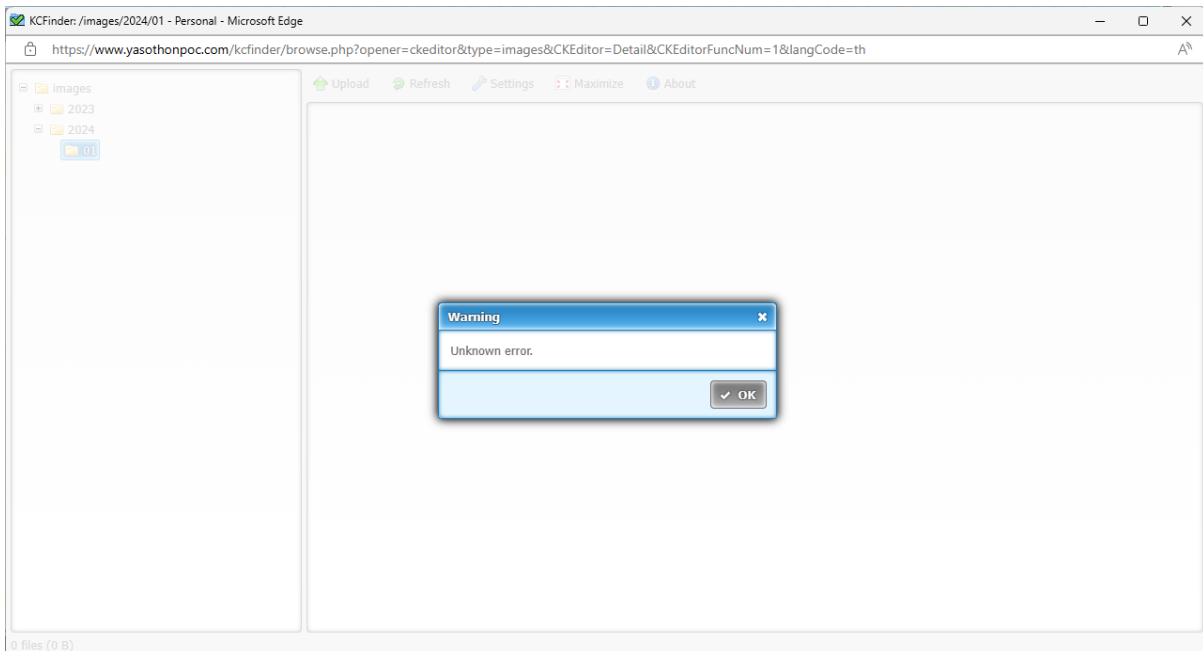 KCFinder: /images/2024/01 - Personal - Microsoft Edge
https://www.yasothonpoc.com/kcfinder/browse.php?opener=ckeditor&type=images&CKEditor=Detail&CKEditorFuncNum=1&langCode=th
images
2023
2024
01
Upload Refresh Settings Maximize About
Warning
Unknown error.
OK
0 files (0 B)